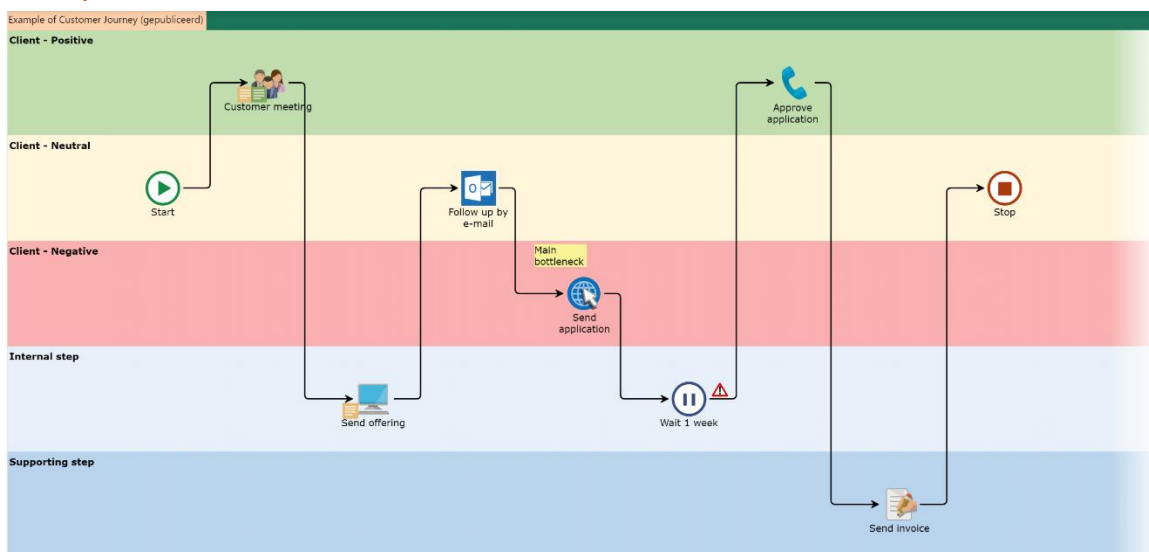 Example of Customer Journey (gepubliceerd)
Client - Positive
Customer meeting
Approve
application
Client - Neutral
Start
Follow up by
e-mail
Stop
Client - Negative
Main
bottleneck
Send
application
Internal step
Send offering
Wait 1 week
Supporting step
Send invoice